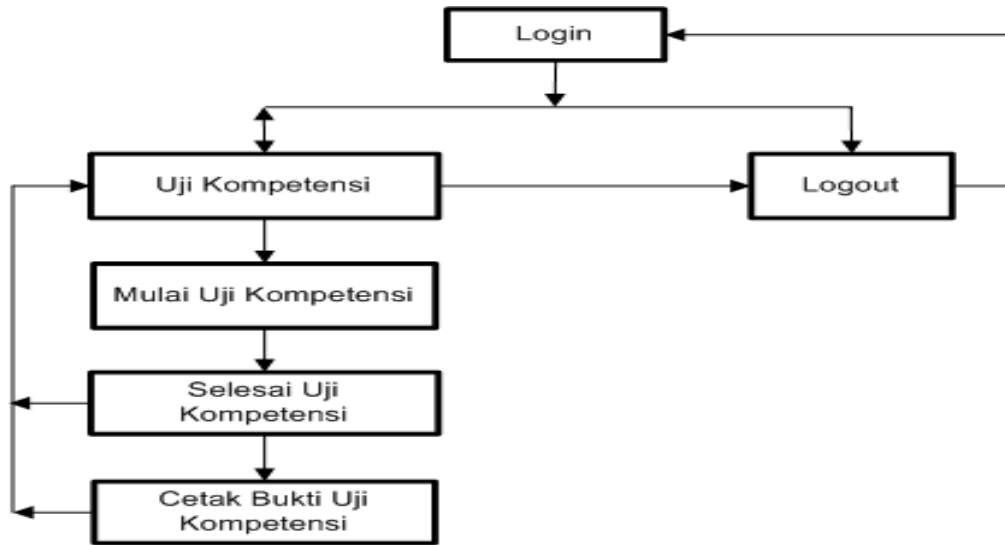 Login
Uji Kompetensi
Logout
Mulai Uji Kompetensi
Selesai Uji
Kompetensi
Cetak Bukti Uji
Kompetensi